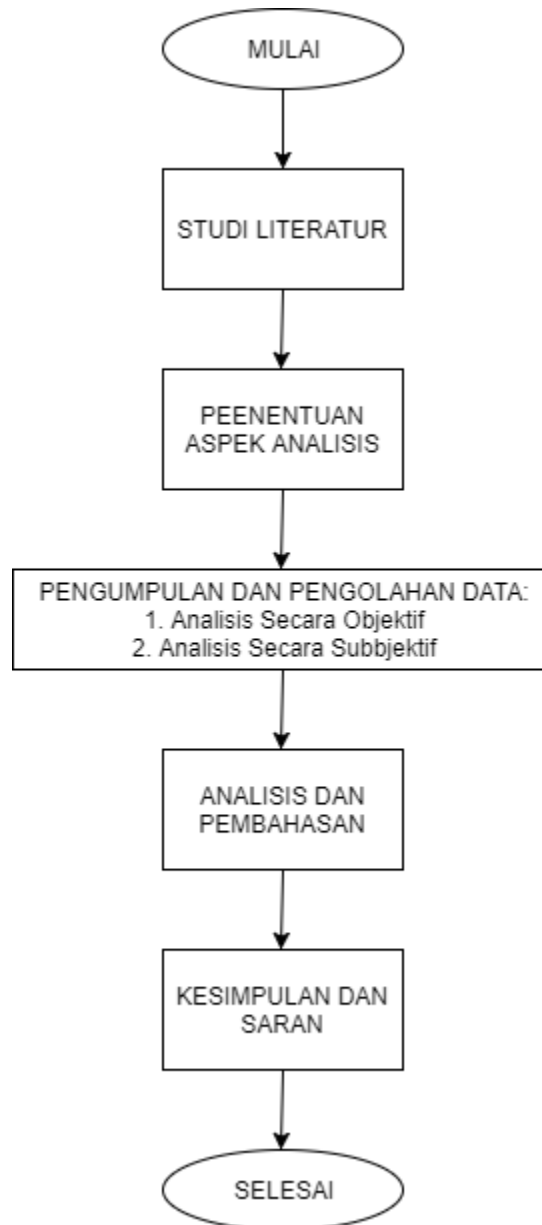 MULAI
STUDI LITERATUR
PEENENTUAN
ASPEK ANALISIS
PENGUMPULAN DAN PENGOLAHAN DATA:
1. Analisis Secara Objektif
2. Analisis Secara Subbjektif
ANALISIS DAN
PEMBAHASAN
KESIMPULAN DAN
SARAN
SELESAI